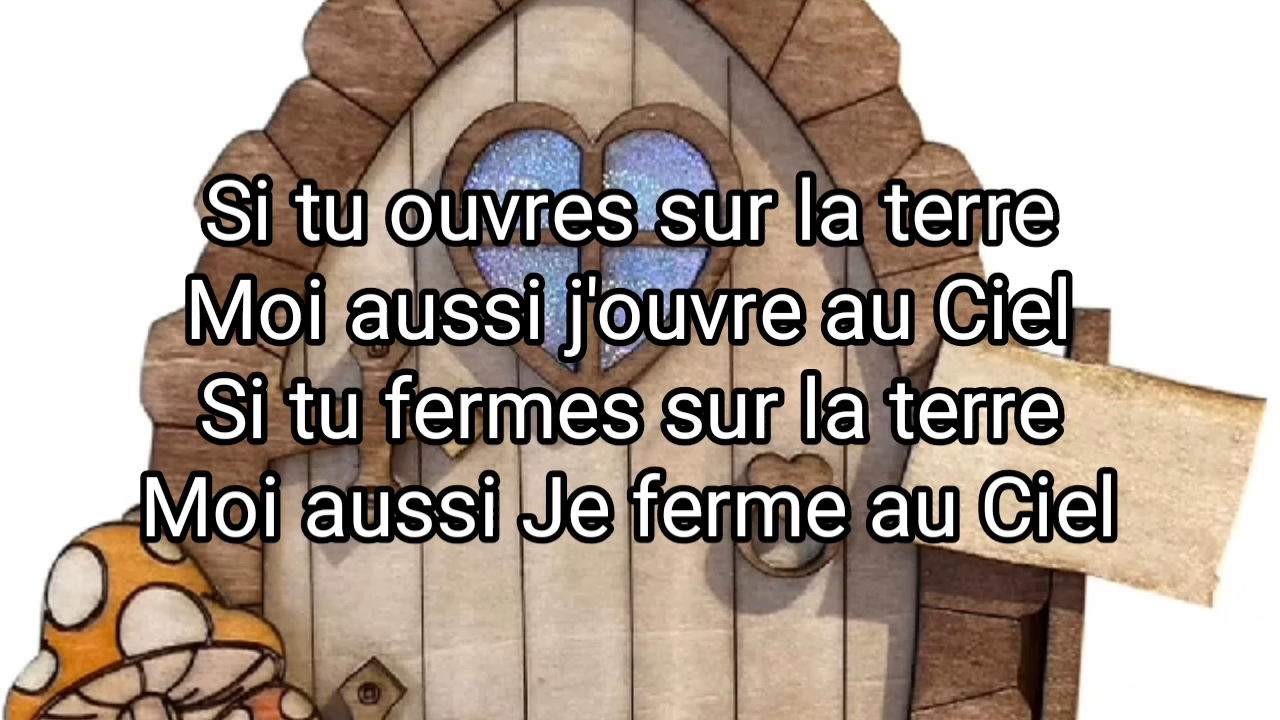 Si tu ouvres sur la terre
Moi aussi j'ouvre au Ciel
Si tu fermes sur la terre
Moi aussi Je ferme au Ciel